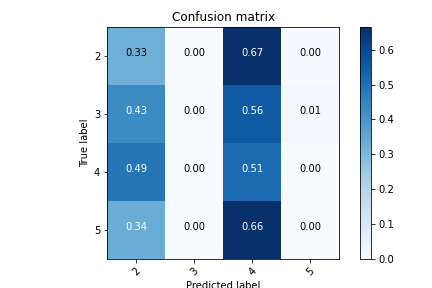 Confusion matrix
2 0.33 0.00 0.67 0.00 0.6
3 0.43 0.00 0.56 0.01 0.5
0.4
4 0.49 0.00 0.51 0.00 0.3
0.2
5 0.34 0.00 0.66 0.00 0.1
0.0
2 3 4 5
True label
Predicted label